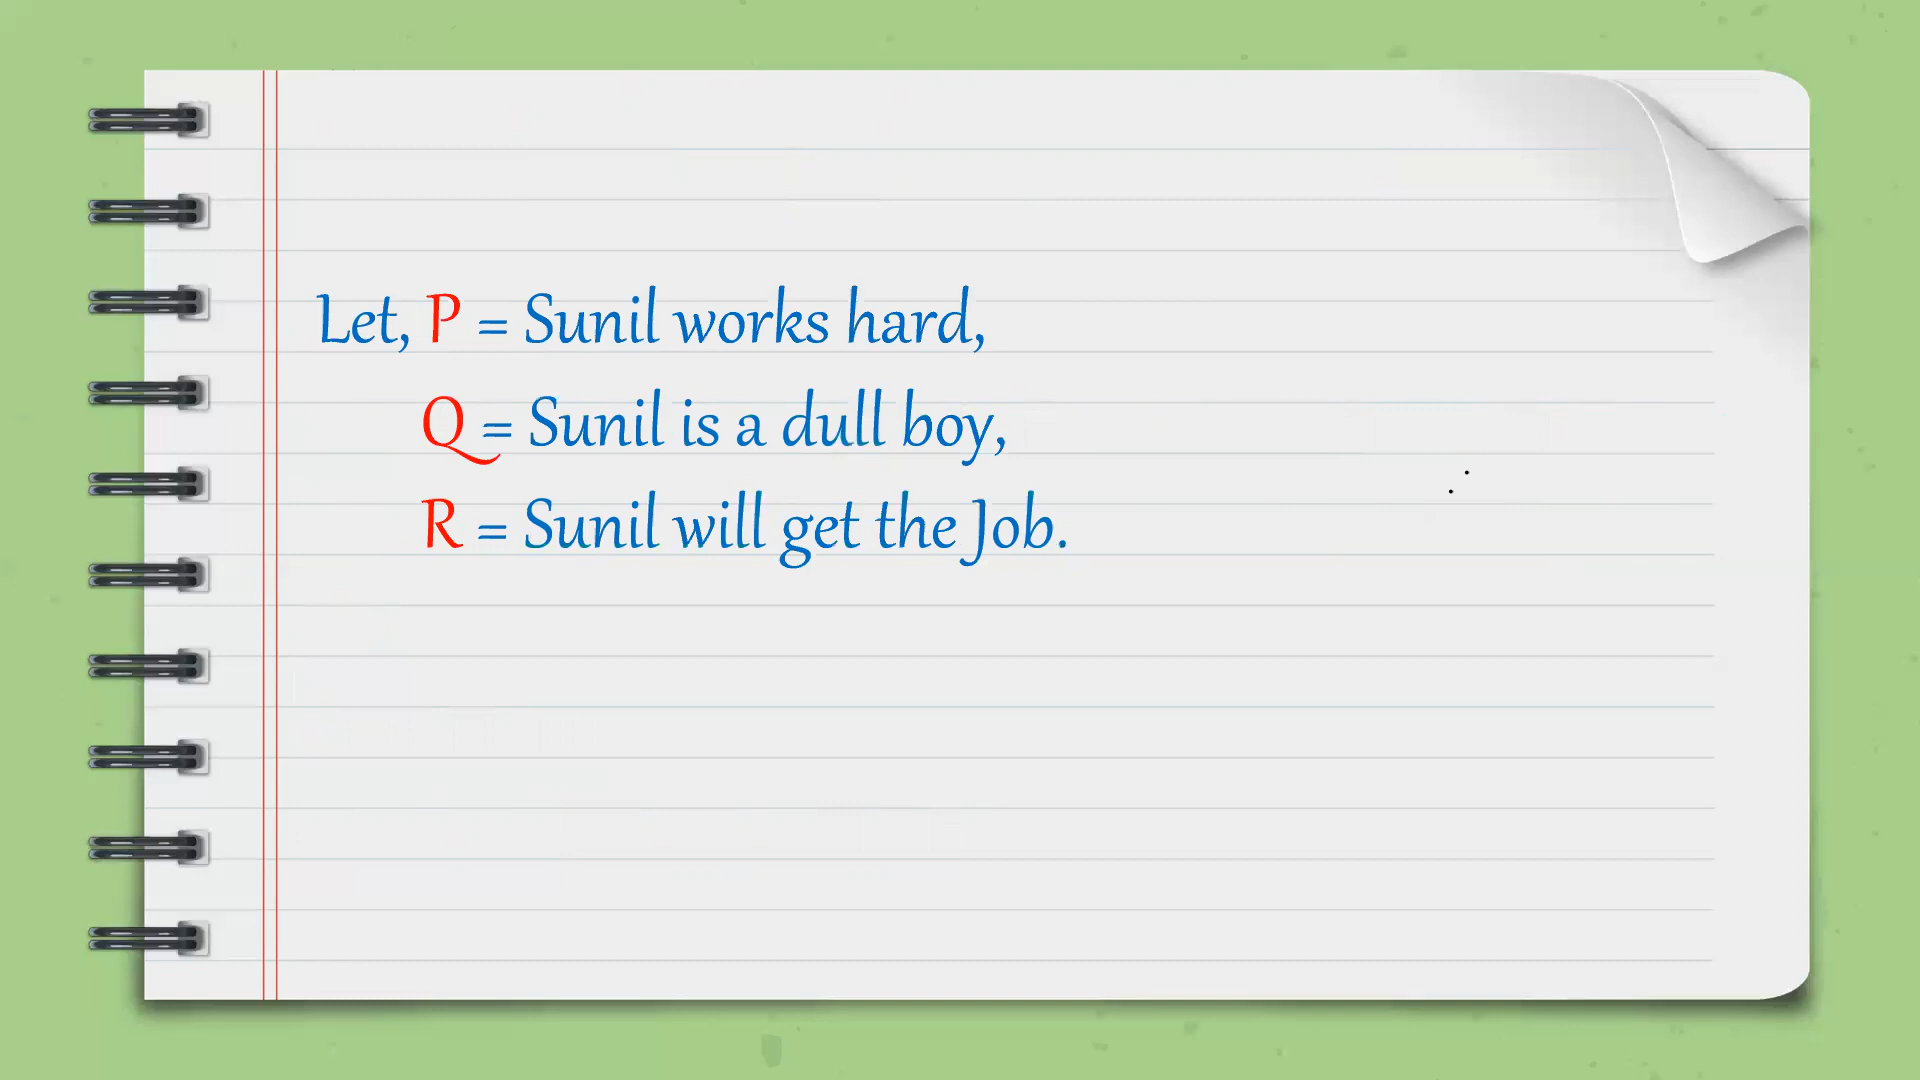 Let, P = Sunil works hard,
Q = Sunil is a dull boy,
R = Sunil will get the Job.